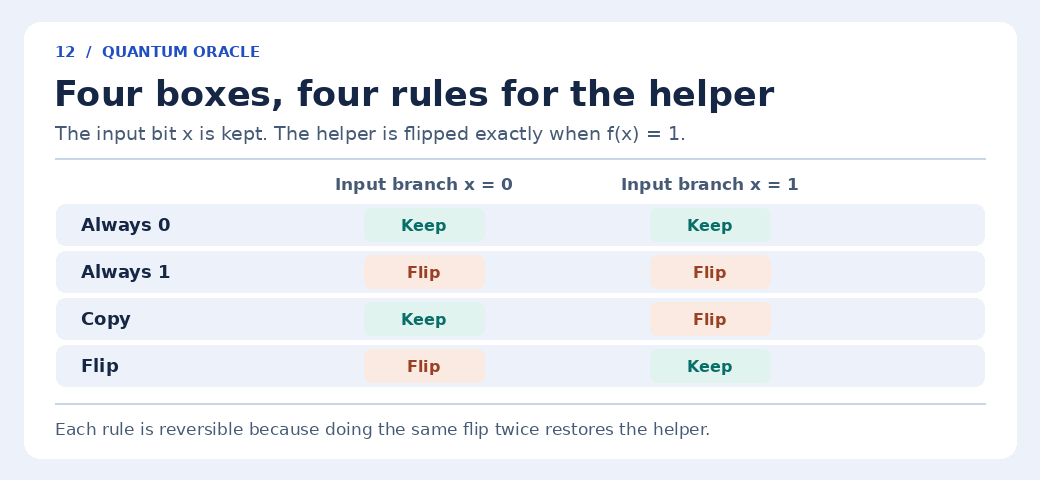 12 / QUANTUM ORACLE
Four boxes, four rules for the helper
The input bit x is kept. The helper is flipped exactly when f(x) = 1.
Input branch x = 0 Input branch x = 1
Always 0 Keep Keep
Always 1 Flip Flip
Copy Keep Flip
Flip Flip Keep
Each rule is reversible because doing the same flip twice restores the helper.